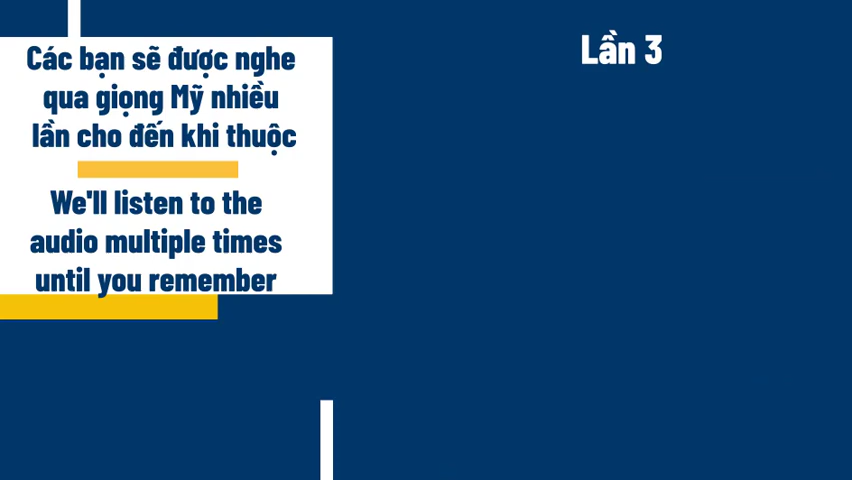 Các bạn sẽ được nghe
qua giọng Mỹ nhiều
lần cho đến khi thuộc
We'll listen to the
audio multiple times
until you remember
Lần 3